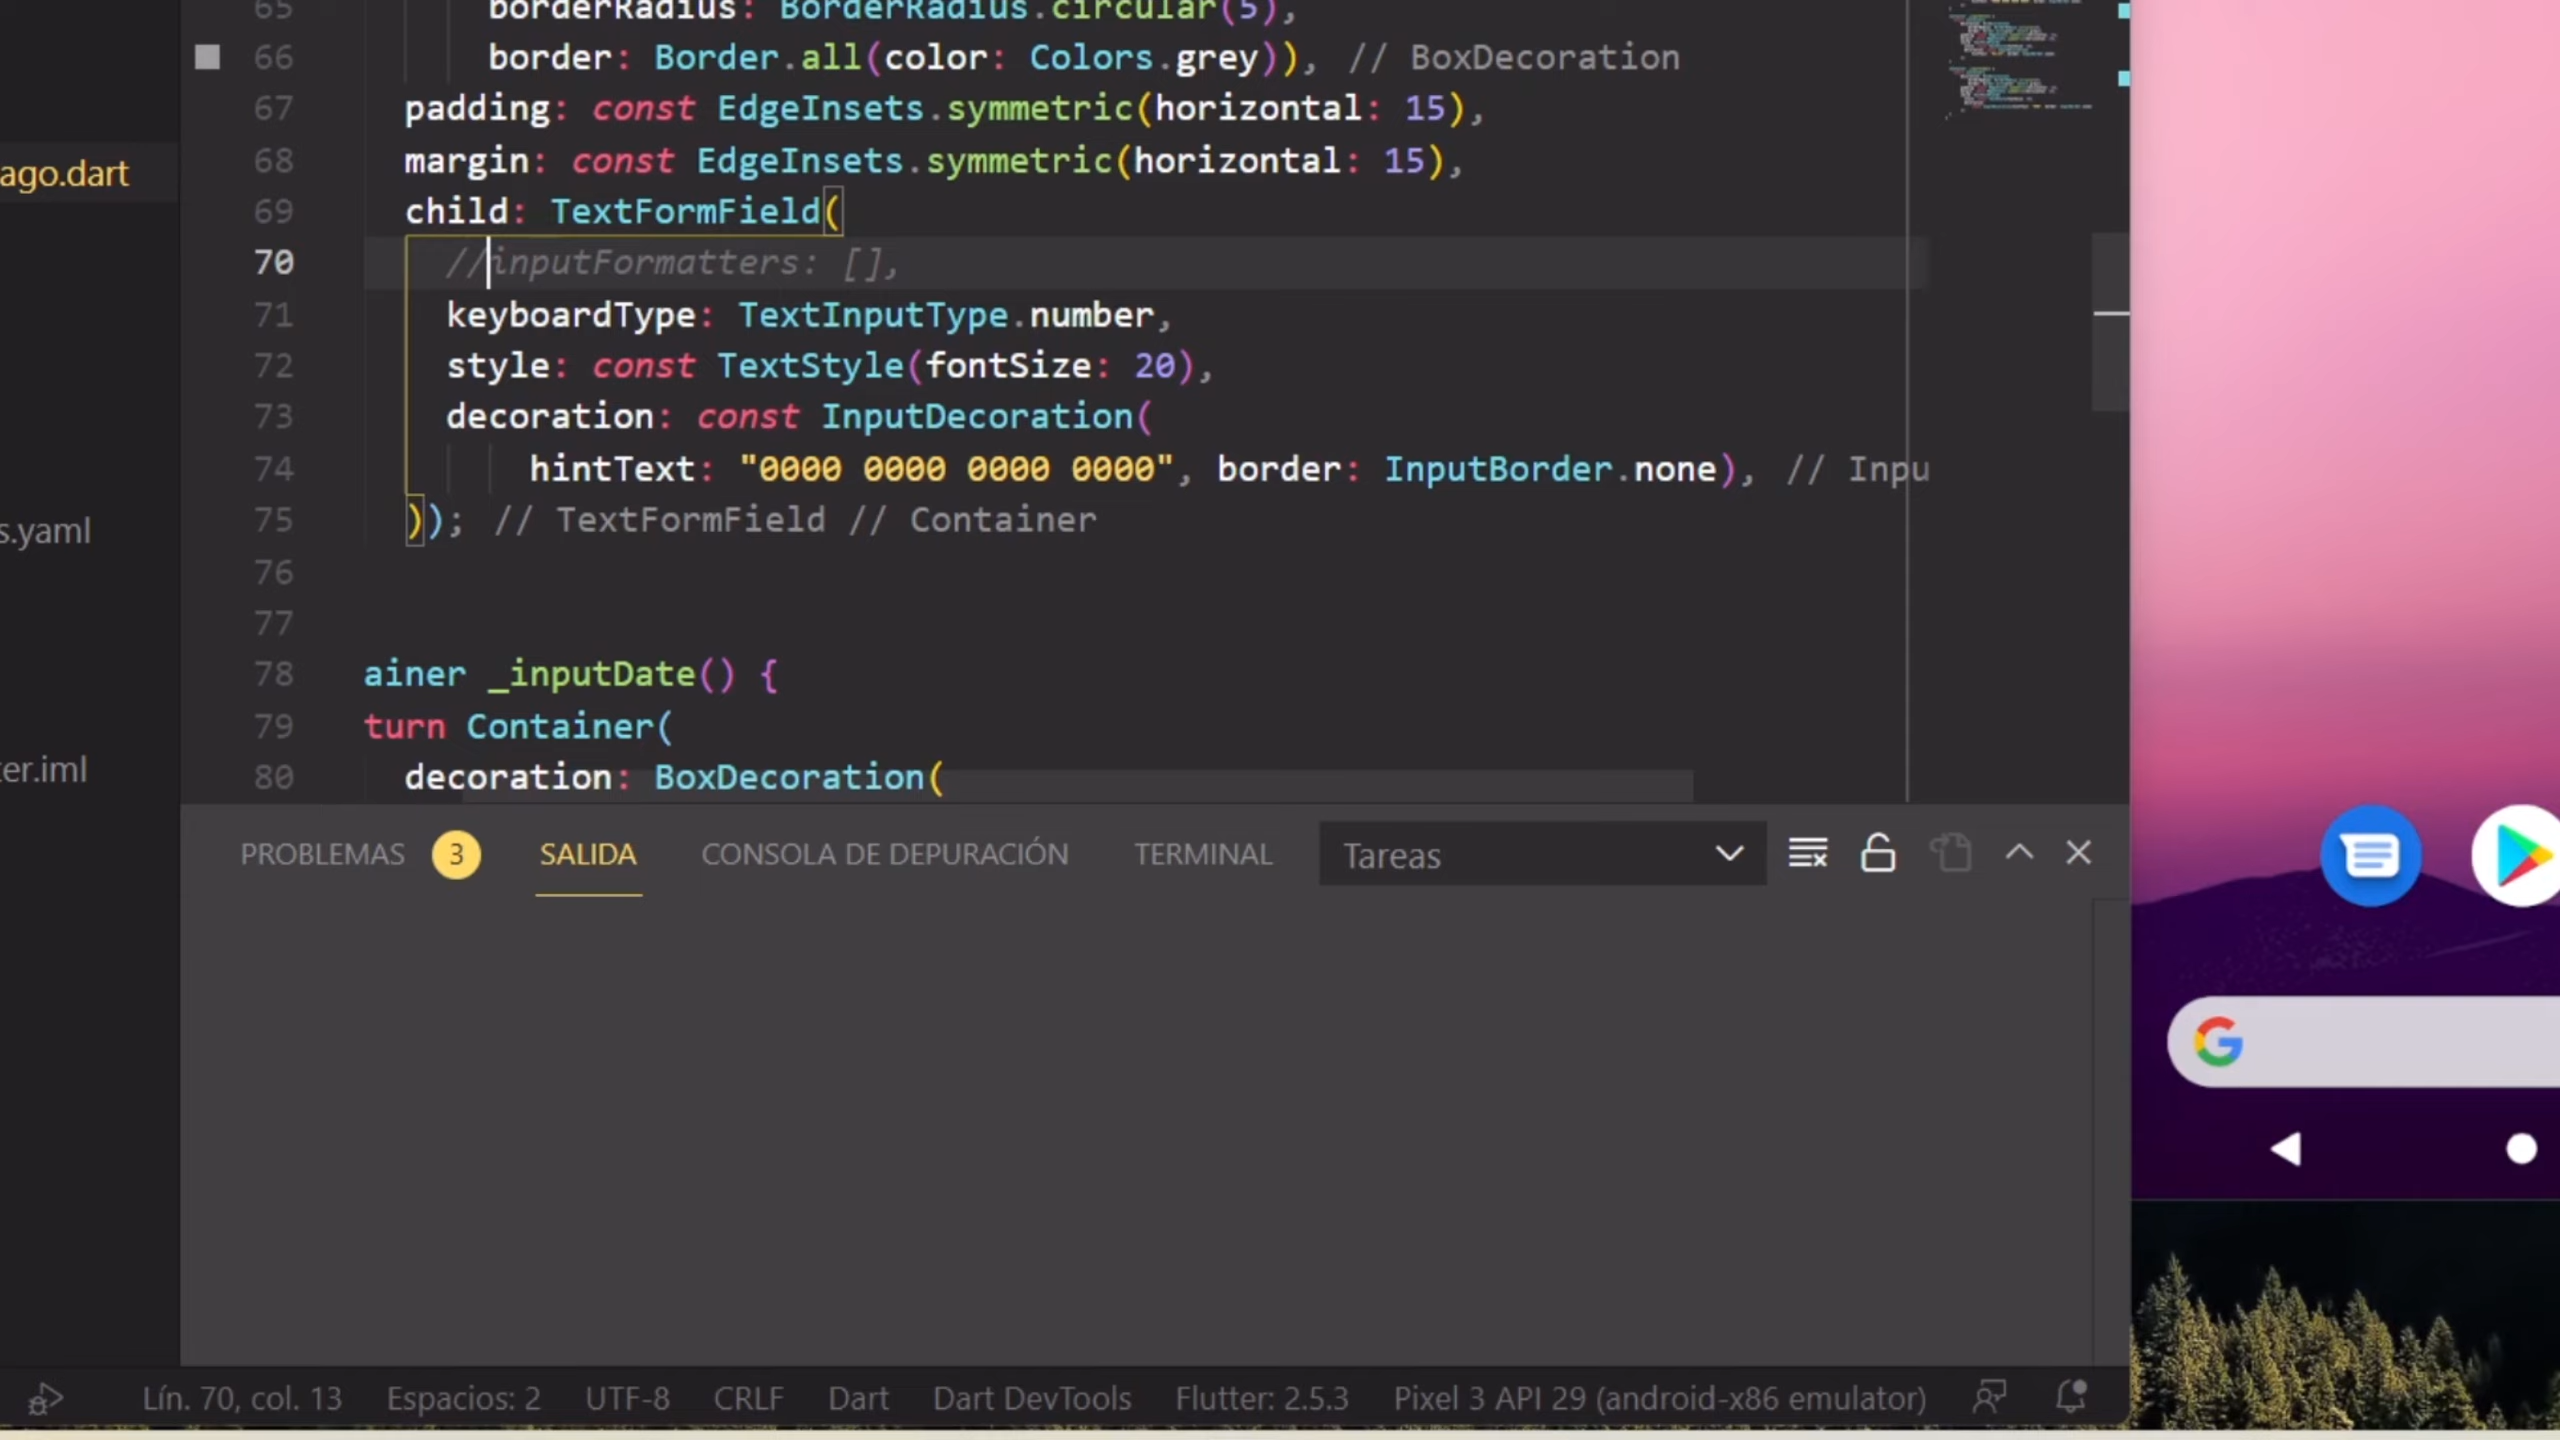 65 borderRadius: BorderRadius.circular(5),
66 border: Border.all(color: Colors.grey)), // BoxDecoration
67 padding: const EdgeInsets.symmetric(horizontal: 15),
68 margin: const EdgeInsets.symmetric(horizontal: 15),
69 child: TextFormField(
70 //inputFormatters: [],
71 keyboardType: TextInputType.number,
72 style: const TextStyle(fontSize: 20),
73 decoration: const InputDecoration(
74 hintText: "0000 0000 0000 0000", border: InputBorder.none), // Inpu
75 )); // TextFormField // Container
76
77
78 ainer _inputDate() {
79 turn Container(
80 decoration: BoxDecoration(
ago.dart
s.yaml
er.iml
PROBLEMAS 3 SALIDA CONSOLA DE DEPURACIÓN TERMINAL Tareas
Lín. 70, col. 13 Espacios: 2 UTF-8 CRLF Dart Dart DevTools Flutter: 2.5.3 Pixel 3 API 29 (android-x86 emulator)
G